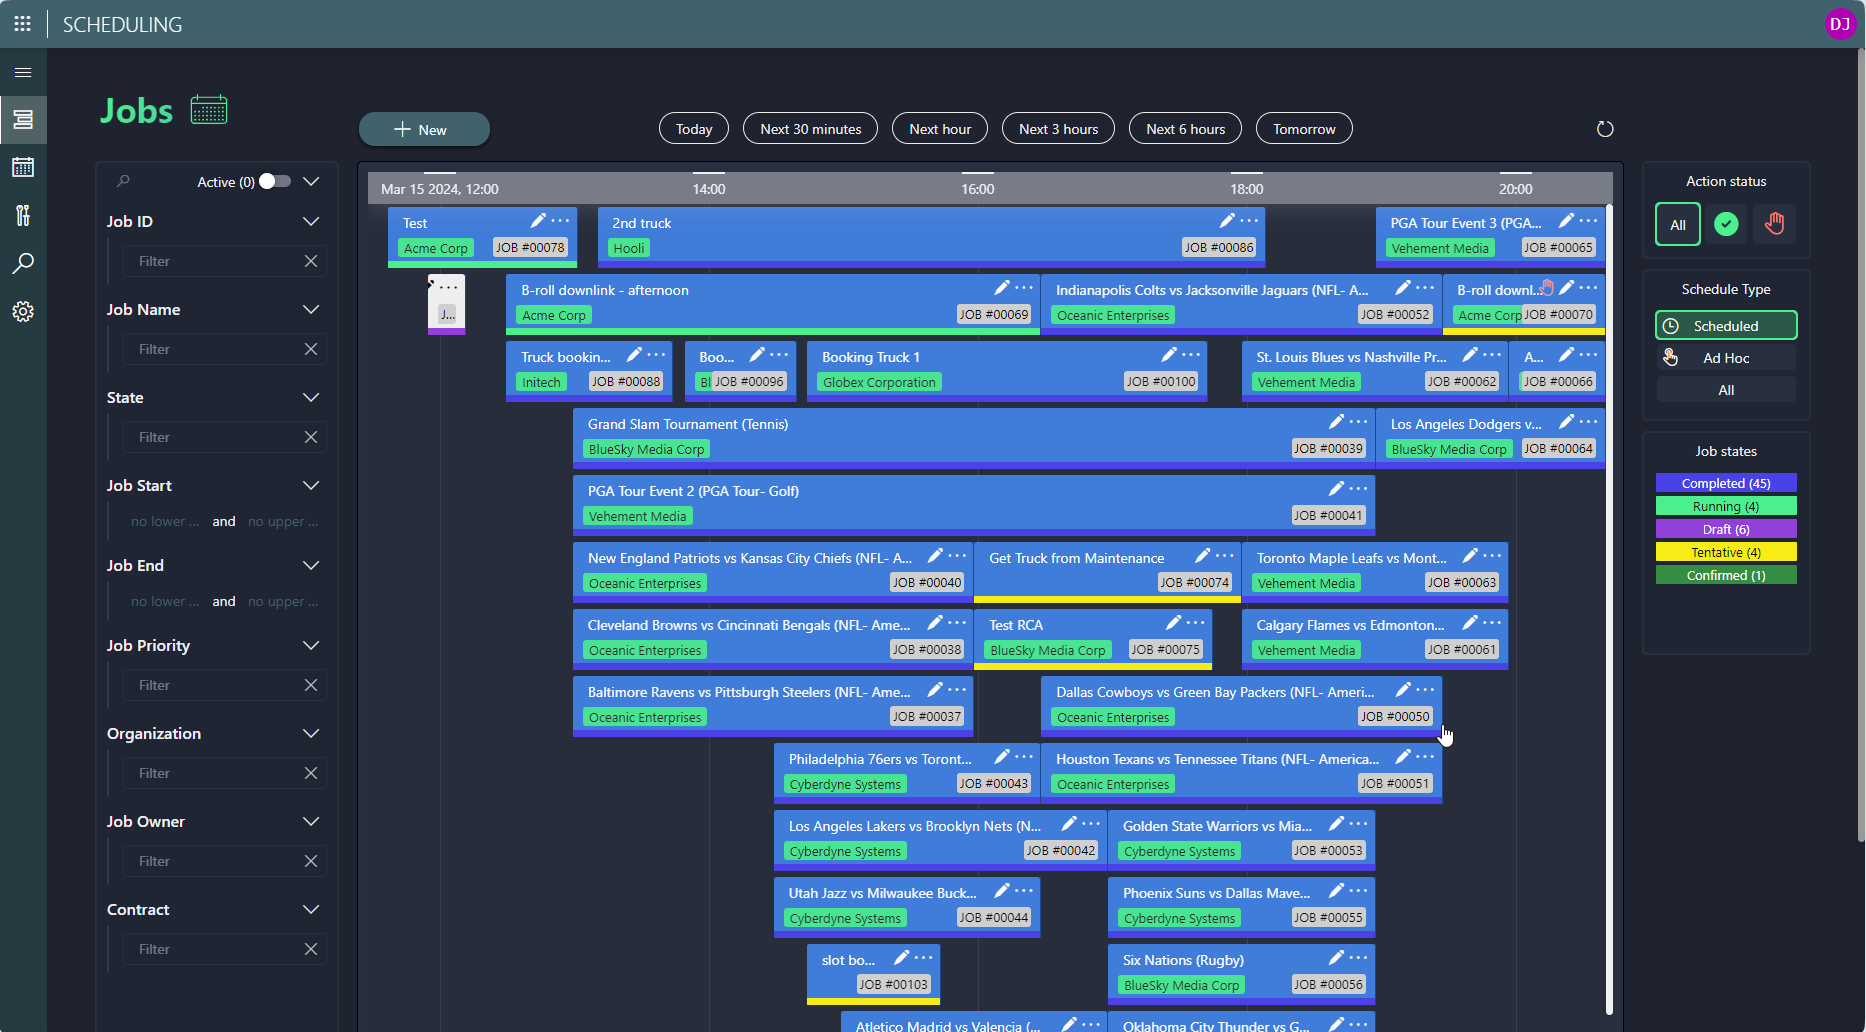 SCHEDULING
DJ
Jobs
New
Today
Next 30 minutes
Next hour
Next 3 hours
Next 6 hours
Tomorrow
Active (0)
Job ID
Filter
Job Name
Filter
State
Filter
Job Start
no lower ... and no upper ...
Job End
no lower ... and no upper ...
Job Priority
Filter
Organization
Filter
Job Owner
Filter
Contract
Filter
Mar 15 2024, 12:00
14:00
16:00
18:00
20:00
Test
Acme Corp
JOB #00078
2nd truck
Hooli
JOB #00086
PGA Tour Event 3 (PGA...
Vehement Media
JOB #00065
J...
B-roll downlink - afternoon
Acme Corp
JOB #00069
Indianapolis Colts vs Jacksonville Jaguars (NFL- A...
Oceanic Enterprises
JOB #00052
B-roll downl...
Acme Corp
JOB #00070
Truck bookin...
Initech
JOB #00088
Boo...
Bl
JOB #00096
Booking Truck 1
Globex Corporation
JOB #00100
St. Louis Blues vs Nashville Pr...
Vehement Media
JOB #00062
A...
JOB #00066
Grand Slam Tournament (Tennis)
BlueSky Media Corp
JOB #00039
Los Angeles Dodgers v...
BlueSky Media Corp
JOB #00064
PGA Tour Event 2 (PGA Tour- Golf)
Vehement Media
JOB #00041
New England Patriots vs Kansas City Chiefs (NFL- A...
Oceanic Enterprises
JOB #00040
Get Truck from Maintenance
JOB #00074
Toronto Maple Leafs vs Mont...
Vehement Media
JOB #00063
Cleveland Browns vs Cincinnati Bengals (NFL- Ame...
Oceanic Enterprises
JOB #00038
Test RCA
BlueSky Media Corp
JOB #00075
Calgary Flames vs Edmonton...
Vehement Media
JOB #00061
Baltimore Ravens vs Pittsburgh Steelers (NFL- Ame...
Oceanic Enterprises
JOB #00037
Dallas Cowboys vs Green Bay Packers (NFL- Ameri...
Oceanic Enterprises
JOB #00050
Philadelphia 76ers vs Toront...
Cyberdyne Systems
JOB #00043
Houston Texans vs Tennessee Titans (NFL- America...
Oceanic Enterprises
JOB #00051
Los Angeles Lakers vs Brooklyn Nets (N...
Cyberdyne Systems
JOB #00042
Golden State Warriors vs Mia...
Cyberdyne Systems
JOB #00053
Utah Jazz vs Milwaukee Buck...
Cyberdyne Systems
JOB #00044
Phoenix Suns vs Dallas Mave...
Cyberdyne Systems
JOB #00055
slot bo...
JOB #00103
Six Nations (Rugby)
BlueSky Media Corp
JOB #00056
Atletico Madrid vs Valencia (...
Oklahoma City Thunder vs G...
Action status
All
Schedule Type
Scheduled
Ad Hoc
All
Job states
Completed (45)
Running (4)
Draft (6)
Tentative (4)
Confirmed (1)